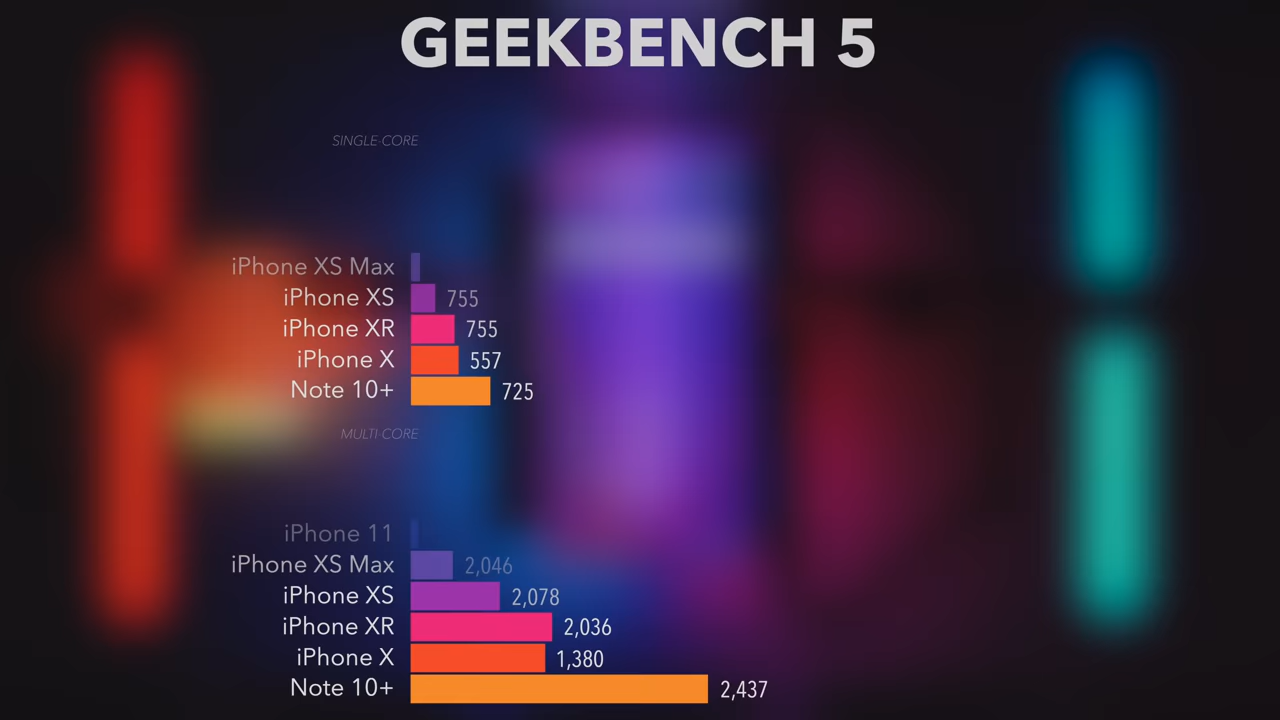 GEEKBENCH 5
SINGLE-CORE
iPhone XS Max
iPhone XS 755
iPhone XR 755
iPhone X 557
Note 10+ 725
MULTI-CORE
iPhone 11
iPhone XS Max 2,046
iPhone XS 2,078
iPhone XR 2,036
iPhone X 1,380
Note 10+ 2,437